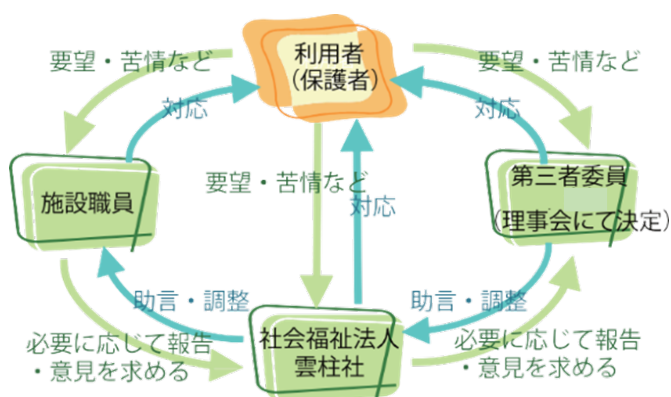 利用者
(保護者)
要望・苦情など
要望・苦情など
対応
対応
要望・苦情など
対応
施設職員
第三者委員
(理事会にて決定)
助言・調整
助言・調整
社会福祉法人
雲柱社
必要に応じて報告
・意見を求める
必要に応じて報告
・意見を求める